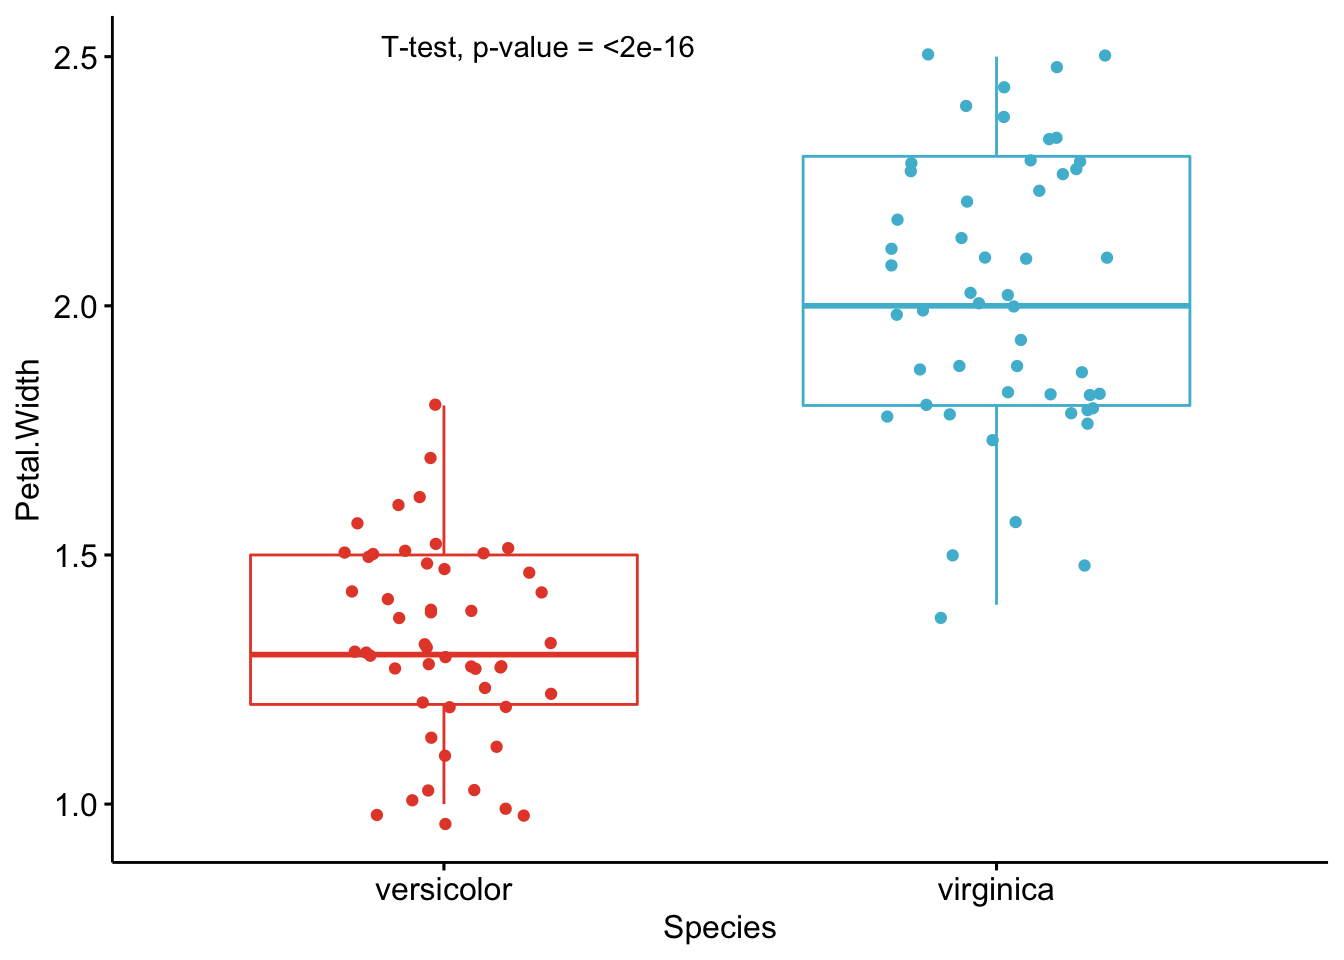 T-test, p-value = <2e-16
2.5
2.0
1.5
1.0
Petal.Width
versicolor
virginica
Species